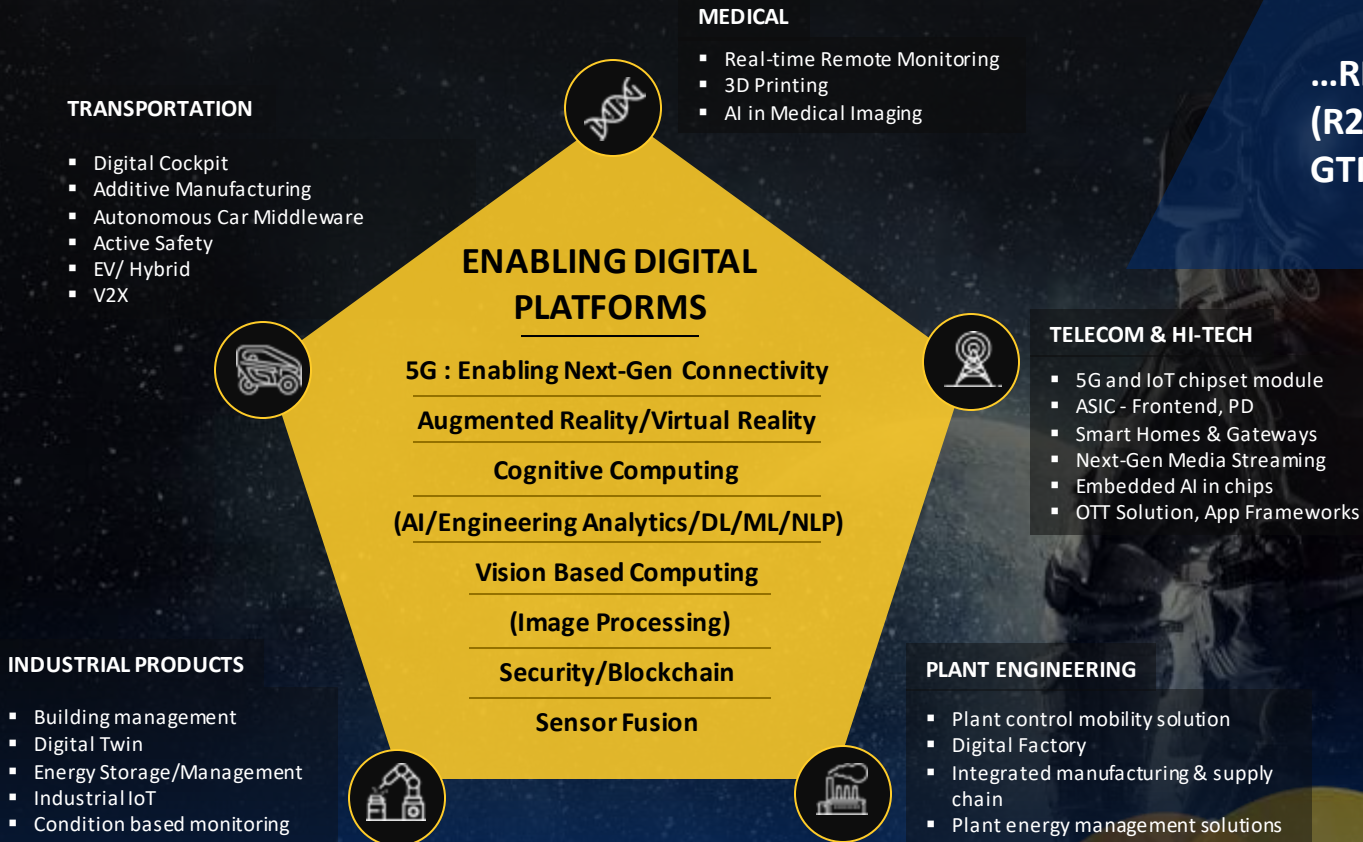 MEDICAL
▪ Real-time Remote Monitoring
▪ 3D Printing
▪ AI in Medical Imaging
TRANSPORTATION
▪ Digital Cockpit
▪ Additive Manufacturing
▪ Autonomous Car Middleware
▪ Active Safety
▪ EV/ Hybrid
▪ V2X
ENABLING DIGITAL
PLATFORMS
5G : Enabling Next-Gen Connectivity
Augmented Reality/Virtual Reality
Cognitive Computing
(AI/Engineering Analytics/DL/ML/NLP)
Vision Based Computing
(Image Processing)
Security/Blockchain
Sensor Fusion
TELECOM & HI-TECH
▪ 5G and IoT chipset module
▪ ASIC - Frontend, PD
▪ Smart Homes & Gateways
▪ Next-Gen Media Streaming
▪ Embedded AI in chips
▪ OTT Solution, App Frameworks
INDUSTRIAL PRODUCTS
▪ Building management
▪ Digital Twin
▪ Energy Storage/Management
▪ Industrial IoT
▪ Condition based monitoring
PLANT ENGINEERING
▪ Plant control mobility solution
▪ Digital Factory
▪ Integrated manufacturing & supply
chain
▪ Plant energy management solutions